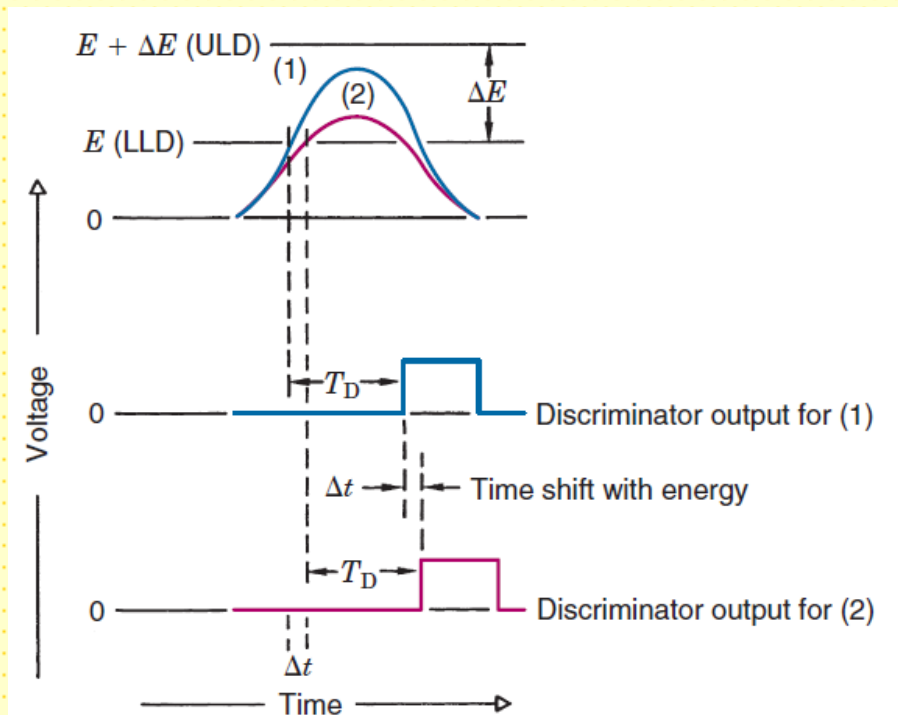 E + ΔE (ULD)
(1)
(2)
ΔE
E (LLD)
0
Voltage
T_D
0
Discriminator output for (1)
Δt
Time shift with energy
T_D
0
Discriminator output for (2)
Δt
Time